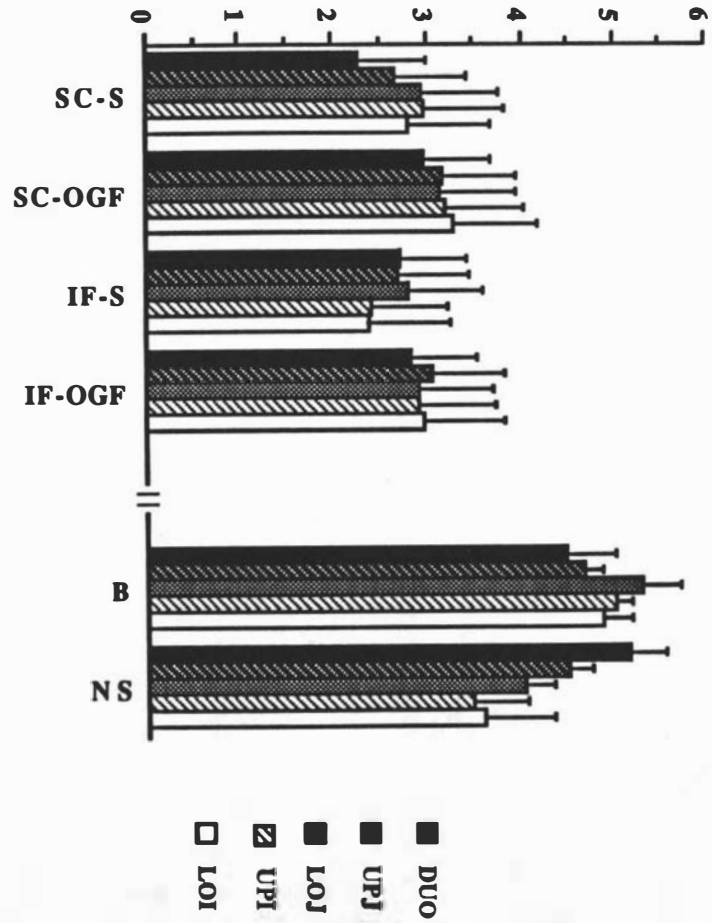 0 1 2 3 4 5 6
SC-S
SC-OGF
IF-S
IF-OGF
B
NS
DUO
UPJ
LOJ
UPI
LOI